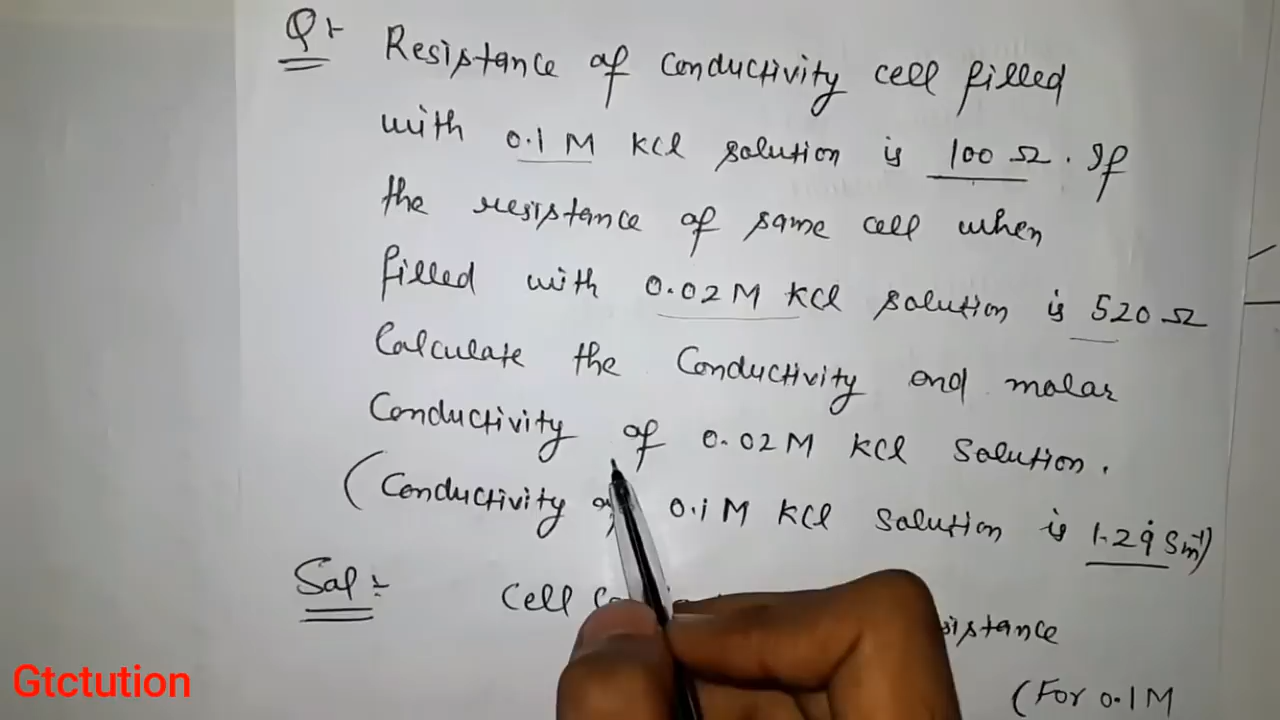 Q:- Resistance of conductivity cell filled
with 0.1 M KCl solution is 100 Ω. If
the resistance of same cell when
filled with 0.02 M KCl solution is 520 Ω
Calculate the Conductivity and molar
Conductivity of 0.02 M KCl Solution.
(Conductivity of 0.1 M KCl Solution is 1.29 Sm⁻¹)
Sol:- Cell
(For 0.1 M
Gtctution